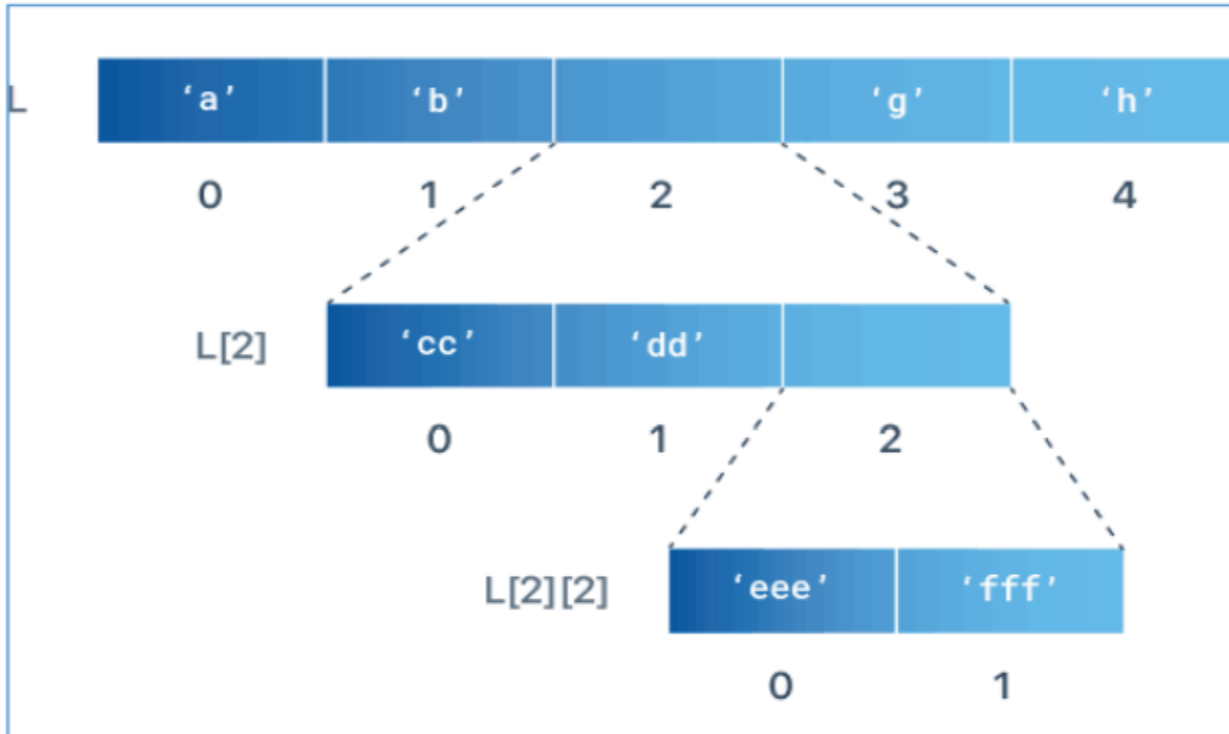 L ‘a’ ‘b’ ‘g’ ‘h’
0 1 2 3 4
L[2] ‘cc’ ‘dd’
0 1 2
L[2][2] ‘eee’ ‘fff’
0 1